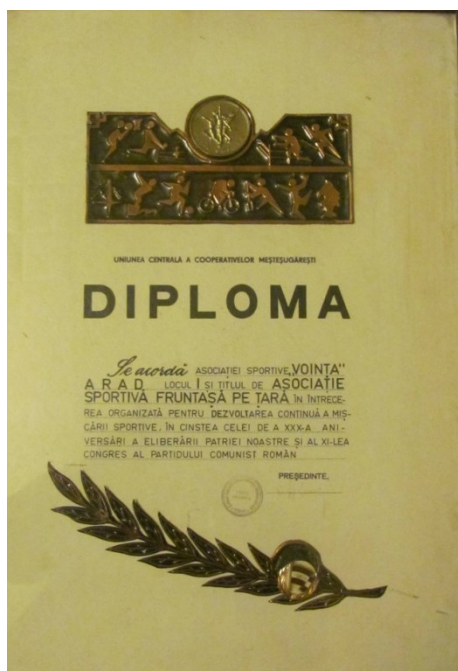 UNIUNEA CENTRALĂ A COOPERATIVELOR MEȘTEȘUGĂREȘTI
DIPLOMA
Se acordă ASOCIAȚIEI SPORTIVE „VOINȚA”
ARAD LOCUL I ȘI TITLUL DE ASOCIAȚIE
SPORTIVĂ FRUNTAȘĂ PE ȚARĂ ÎN ÎNTRECE-
REA ORGANIZATĂ PENTRU DEZVOLTAREA CONTINUĂ A MIȘ-
CĂRII SPORTIVE, ÎN CINSTEA CELEI DE A XXX-A ANI-
VERSĂRI A ELIBERĂRII PATRIEI NOASTRE ȘI AL XI-LEA
CONGRES AL PARTIDULUI COMUNIST ROMÂN
PREȘEDINTE,